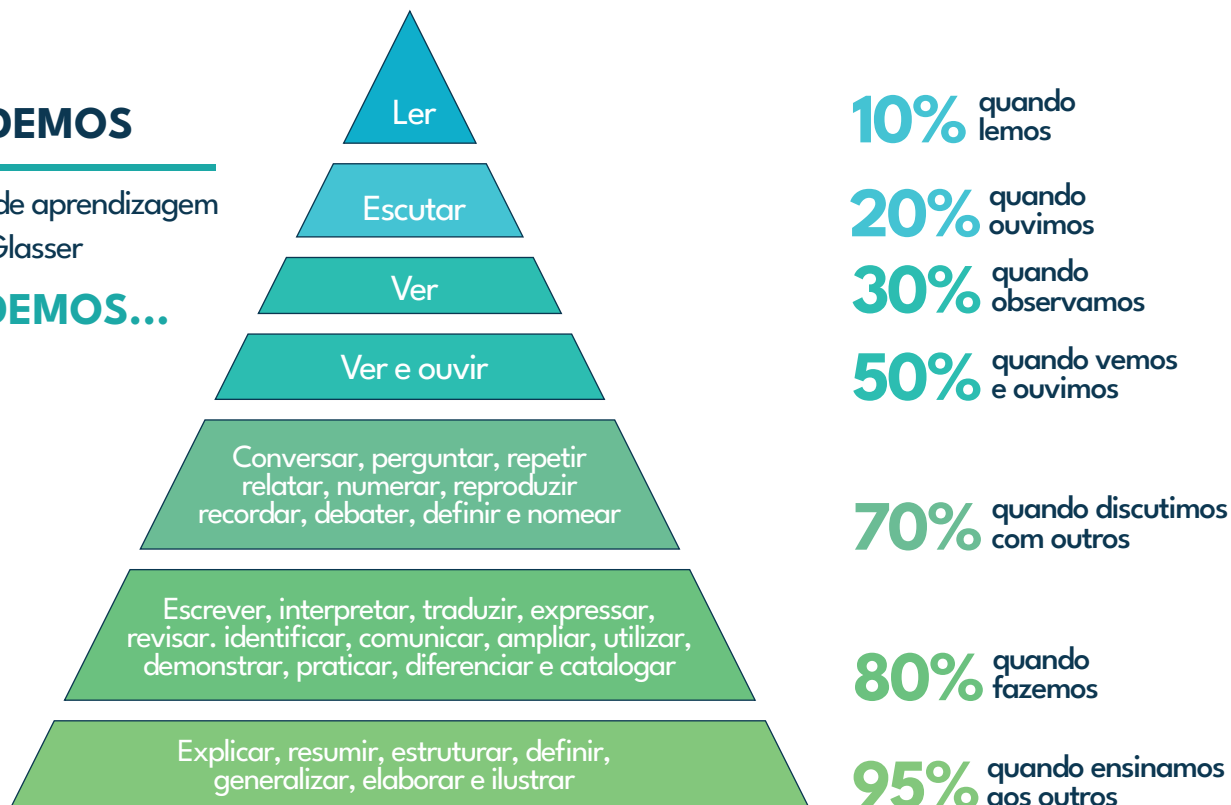 DEMOS
de aprendizagem
Glasser
DEMOS...
Ler
10% quando
lemos
Escutar
20% quando
ouvimos
Ver
30% quando
observamos
Ver e ouvir
50% quando vemos
e ouvimos
Conversar, perguntar, repetir
relatar, numerar, reproduzir
recordar, debater, definir e nomear
70% quando discutimos
com outros
Escrever, interpretar, traduzir, expressar,
revisar. identificar, comunicar, ampliar, utilizar,
demonstrar, praticar, diferenciar e catalogar
80% quando
fazemos
Explicar, resumir, estruturar, definir,
generalizar, elaborar e ilustrar
95% quando ensinamos
aos outros